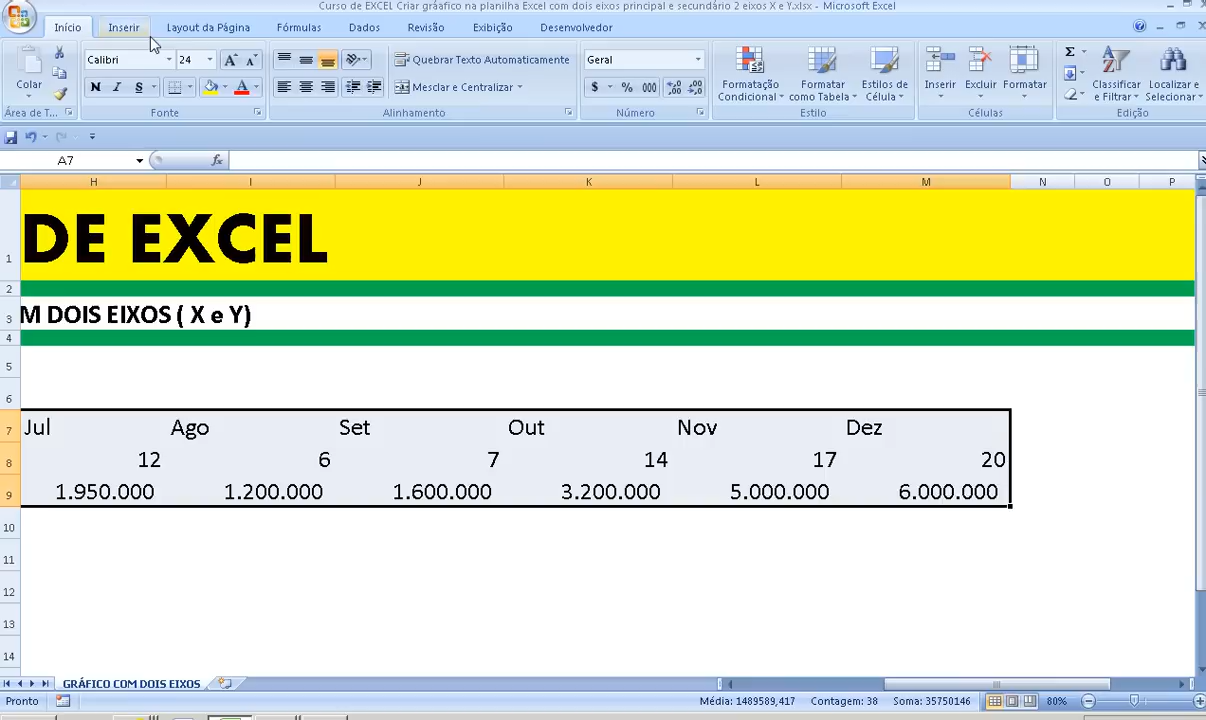 Curso de EXCEL Criar gráafico na planilha Excel com dois eixos principal e secundário 2 eixos X e Y.xlsx - Microsoft Excel
Início Inserir Layout da Página Fórmulas Dados Revisão Exibição Desenvolvedor
Calibri 24 Quebrar Texto Automaticamente Geral
Colar N I S A Mesclar e Centralizar $ % 000 Formatação Condicional Formatar como Tabela Estilos de Célula Inserir Excluir Formatar Classificar e Filtrar Localizar e Selecionar
Área de T... Fonte Alinhamento Número Estilo Células Edição
A7 fx
H I J K L M N O P
1 DE EXCEL
2
3 M DOIS EIXOS ( X e Y)
4
5
6
7 Jul Ago Set Out Nov Dez
8 12 6 7 14 17 20
9 1.950.000 1.200.000 1.600.000 3.200.000 5.000.000 6.000.000
10
11
12
13
14
GRÁFICO COM DOIS EIXOS
Pronto Média: 1489589,417 Contagem: 38 Soma: 35750146 80%